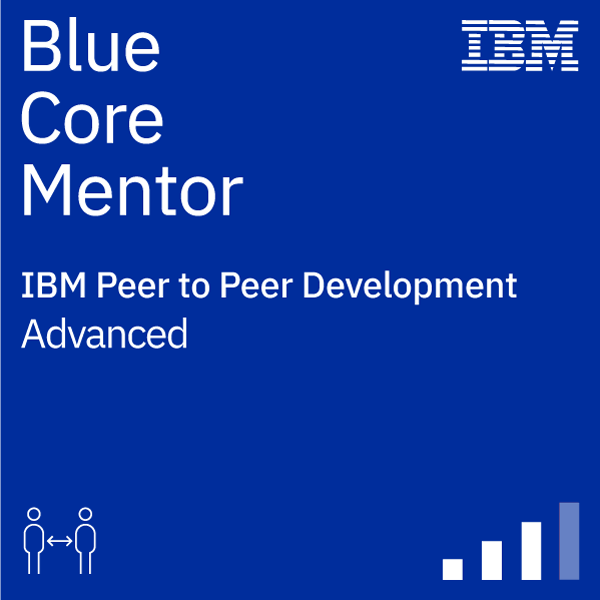 Blue
Core
Mentor
IBM
IBM Peer to Peer Development
Advanced